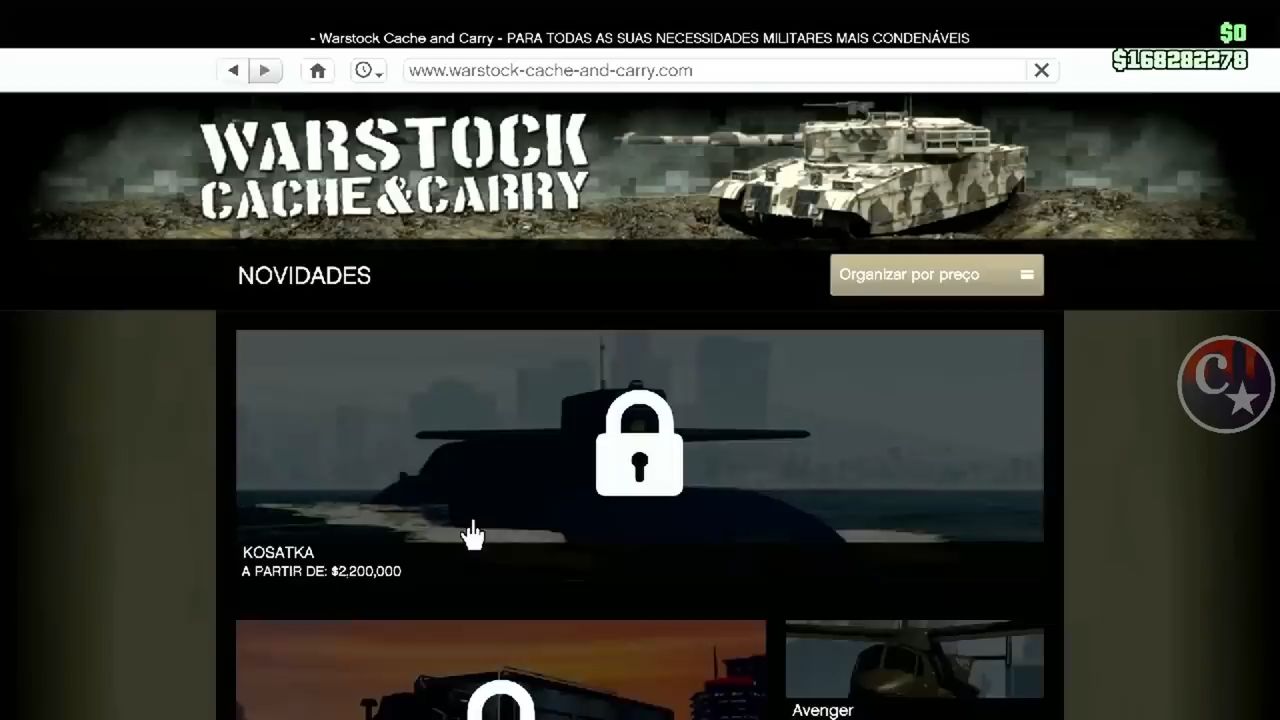 - Warstock Cache and Carry - PARA TODAS AS SUAS NECESSIDADES MILITARES MAIS CONDENÁVEIS
$0
$168282278
www.warstock-cache-and-carry.com
WARSTOCK
CACHE&CARRY
NOVIDADES
Organizar por preço
C
KOSATKA
A PARTIR DE: $2,200,000
Avenger